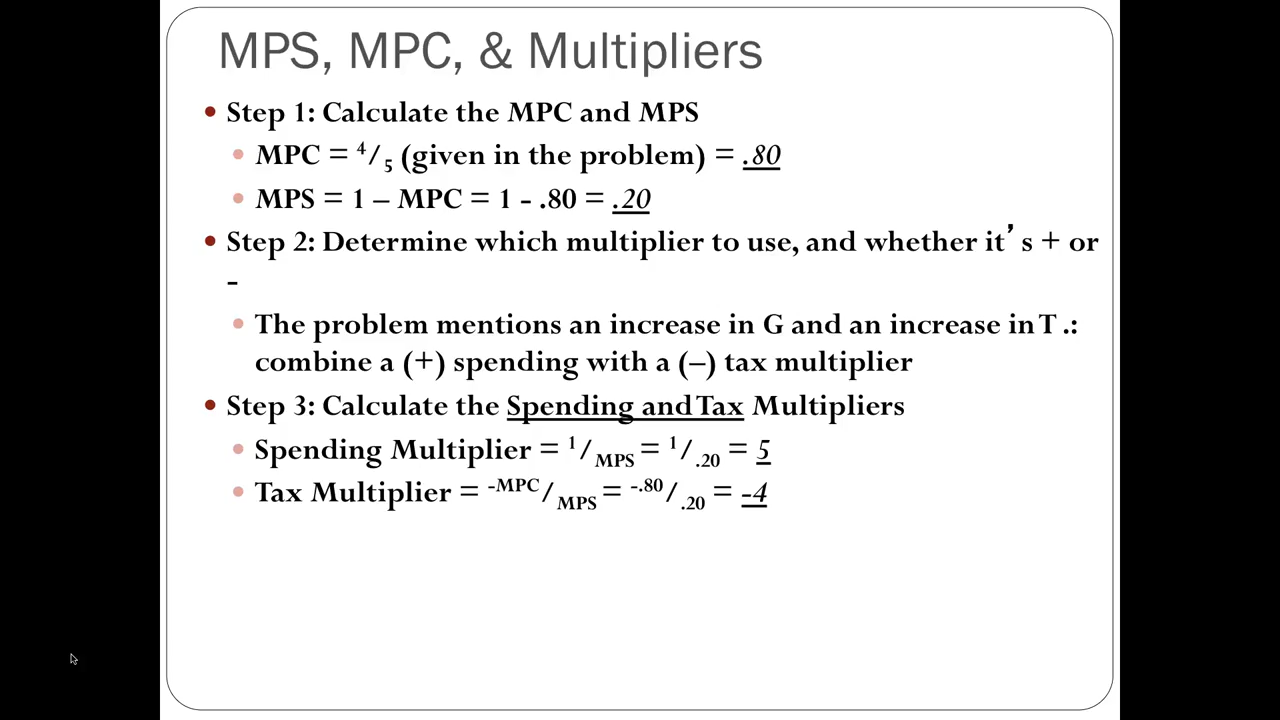 MPS, MPC, & Multipliers
• Step 1: Calculate the MPC and MPS
• MPC = ⁴/₅ (given in the problem) = .80
• MPS = 1 – MPC = 1 - .80 = .20
• Step 2: Determine which multiplier to use, and whether it’s + or
-
• The problem mentions an increase in G and an increase in T .:
combine a (+) spending with a (–) tax multiplier
• Step 3: Calculate the Spending and Tax Multipliers
• Spending Multiplier = 1/MPS = 1/.20 = 5
• Tax Multiplier = -MPC/MPS = -.80/.20 = -4